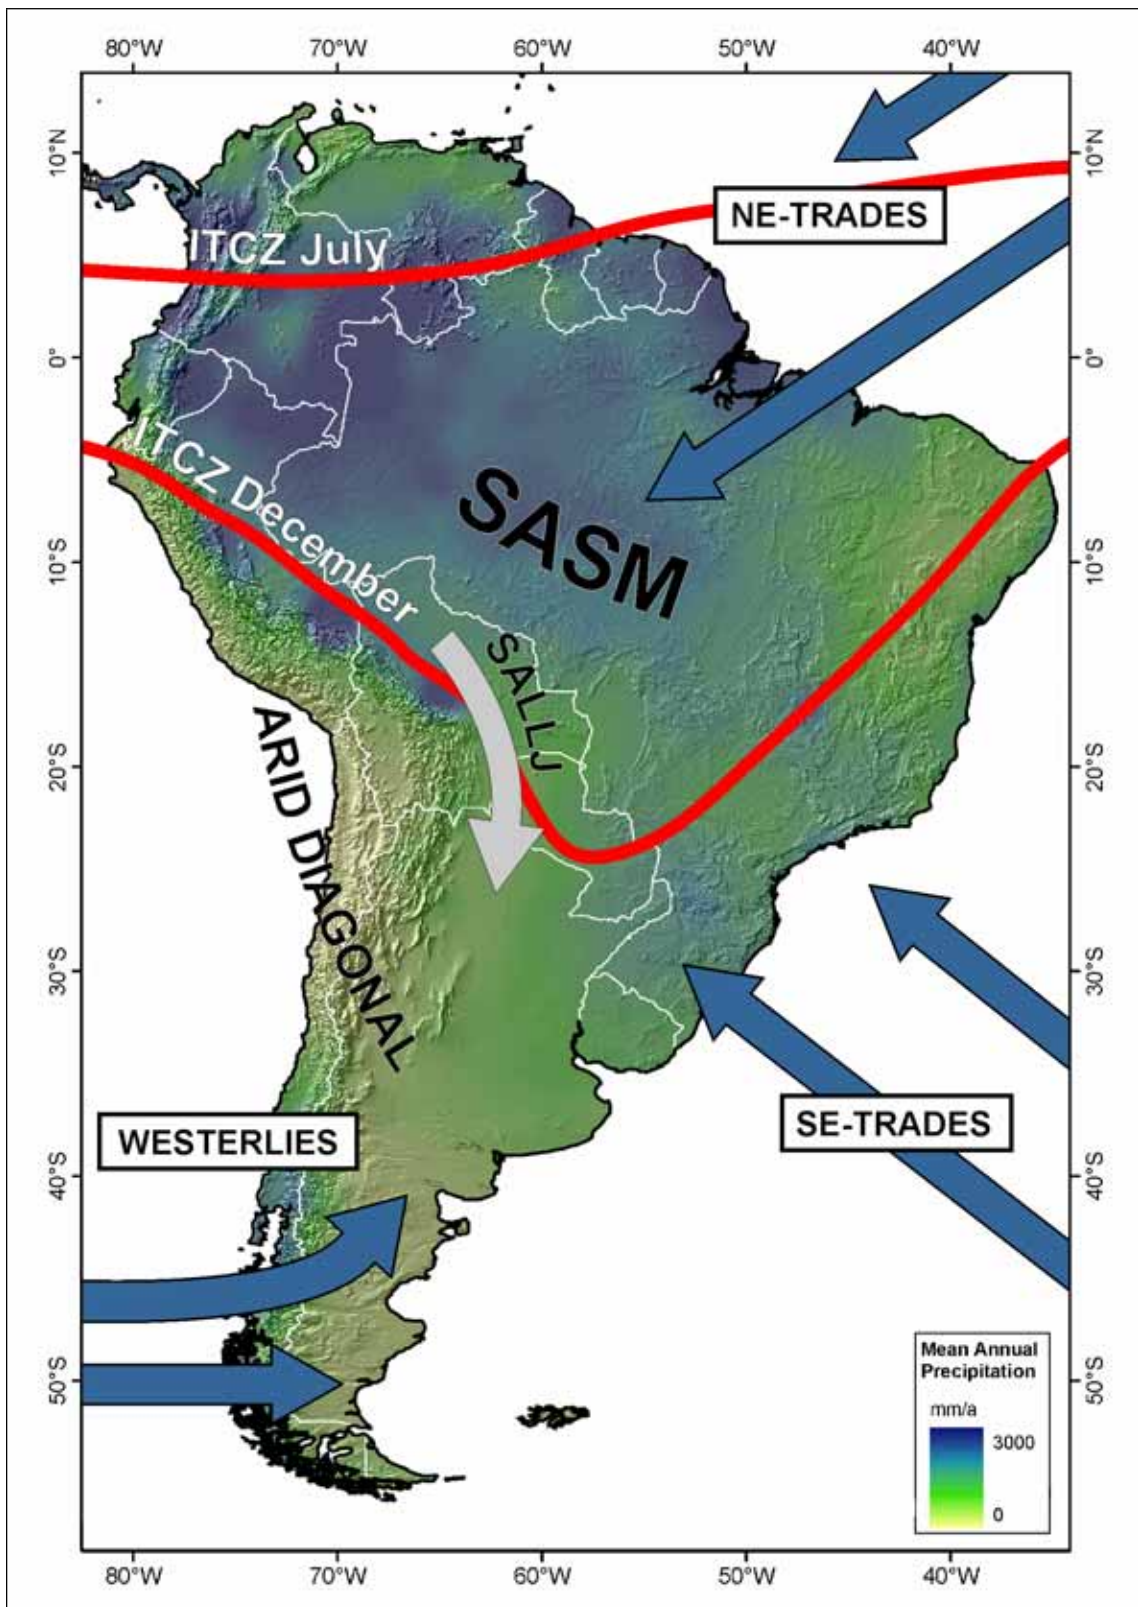 80°W 70°W 60°W 50°W 40°W
10°N 10°N
NE-TRADES
ITCZ July
0° 0°
ITCZ December
SASM
10°S 10°S
SALLJ
ARID DIAGONAL
20°S 20°S
30°S 30°S
WESTERLIES
SE-TRADES
40°S 40°S
50°S 50°S
Mean Annual
Precipitation
mm/a
3000
0
80°W 70°W 60°W 50°W 40°W